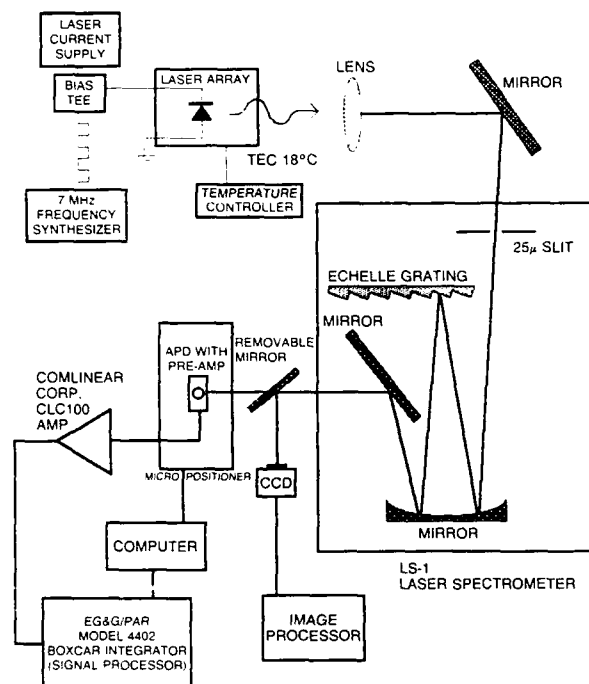 LASER
CURRENT
SUPPLY
BIAS
TEE
7 MHz
FREQUENCY
SYNTHESIZER
LASER ARRAY
TEC 18°C
TEMPERATURE
CONTROLLER
LENS
MIRROR
25μ SLIT
ECHELLE GRATING
MIRROR
MIRROR
LS-1
LASER SPECTROMETER
REMOVABLE
MIRROR
APD WITH
PRE-AMP
MICRO POSITIONER
COMLINEAR
CORP.
CLC100
AMP
CCD
COMPUTER
IMAGE
PROCESSOR
EG&G/PAR
MODEL 4402
BOXCAR INTEGRATOR
(SIGNAL PROCESSOR)